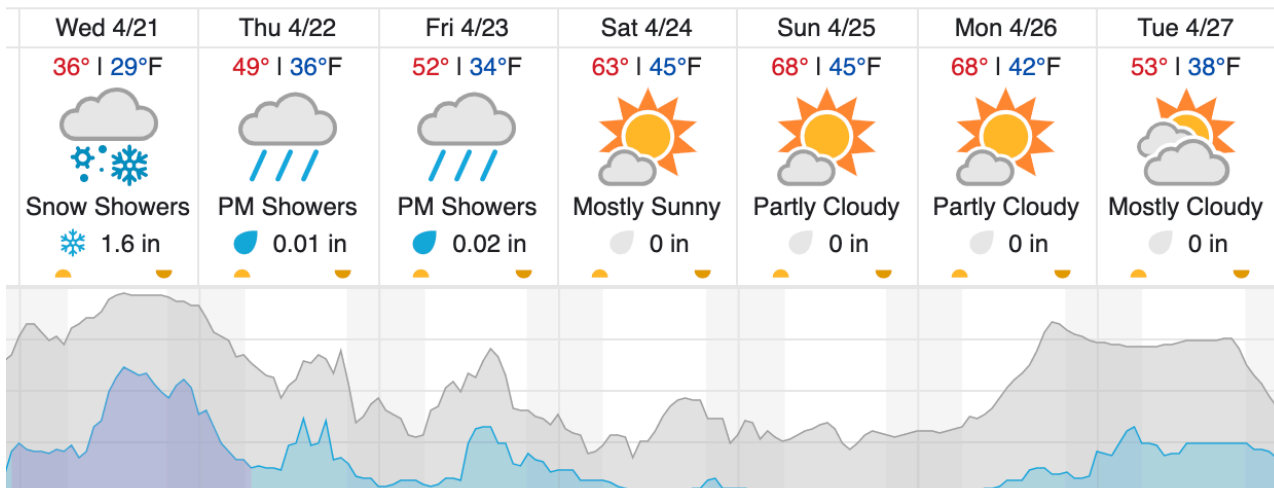 Wed 4/21 Thu 4/22 Fri 4/23 Sat 4/24 Sun 4/25 Mon 4/26 Tue 4/27
36° | 29°F 49° | 36°F 52° | 34°F 63° | 45°F 68° | 45°F 68° | 42°F 53° | 38°F
Snow Showers PM Showers PM Showers Mostly Sunny Partly Cloudy Partly Cloudy Mostly Cloudy
1.6 in 0.01 in 0.02 in 0 in 0 in 0 in 0 in